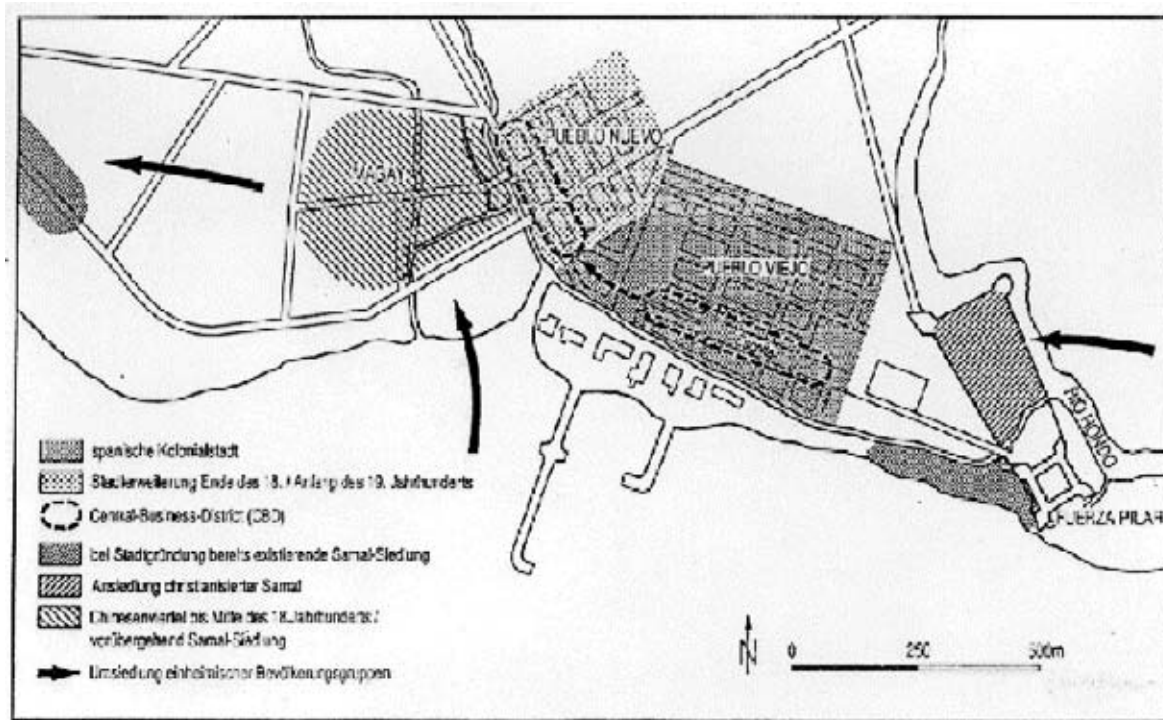 PUEBLO NUEVO
MAGAY
PUEBLO VIEJO
RIO HONDO
FUERZA PILAR
spanische Kolonialstadt
Stadterweiterung Ende des 18. / Anfang des 19. Jahrhunderts
Central-Business-District (CBD)
bei Stadtgründung bereits existierende Samal-Siedlung
Ansiedlung christianisierter Samal
Chinesenviertel bis Mitte des 18. Jahrhunderts /
vorübergehend Samal-Siedlung
Umsiedlung einheimischer Bevölkerungsgruppen
N
0 250 500m